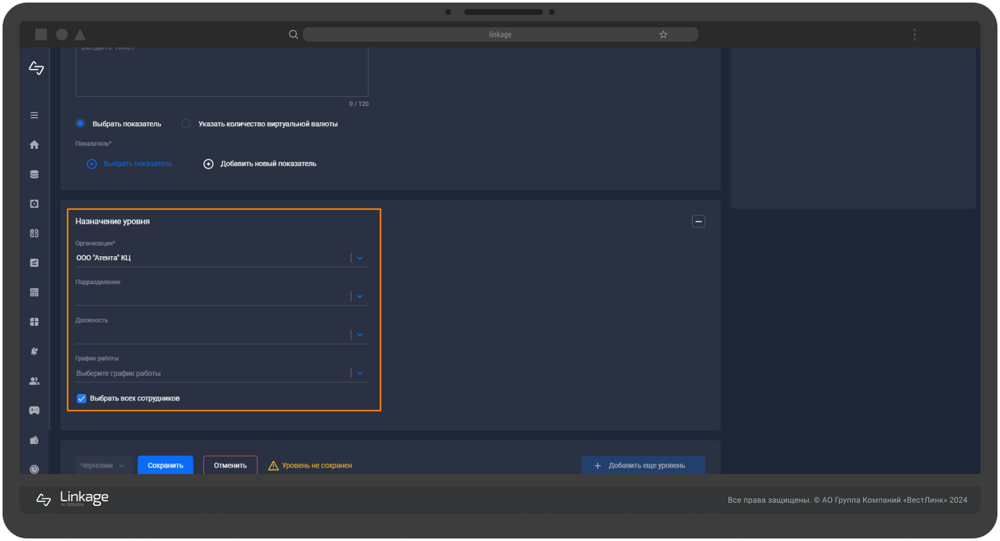 linkage
Введите текст
0 / 120
Выбрать показатель
Указать количество виртуальной валюты
Показатель*
Выбрать показатель
Добавить новый показатель
Назначение уровня
Организация*
ООО "Атента" КЦ
Подразделение
Должность
График работы
Выберите график работы
Выбрать всех сотрудников
Черновик
Сохранить
Отменить
Уровень не сохранен
Добавить еще уровень
Linkage
AI DRIVEN
Все права защищены. © АО Группа Компаний «ВестЛинк» 2024